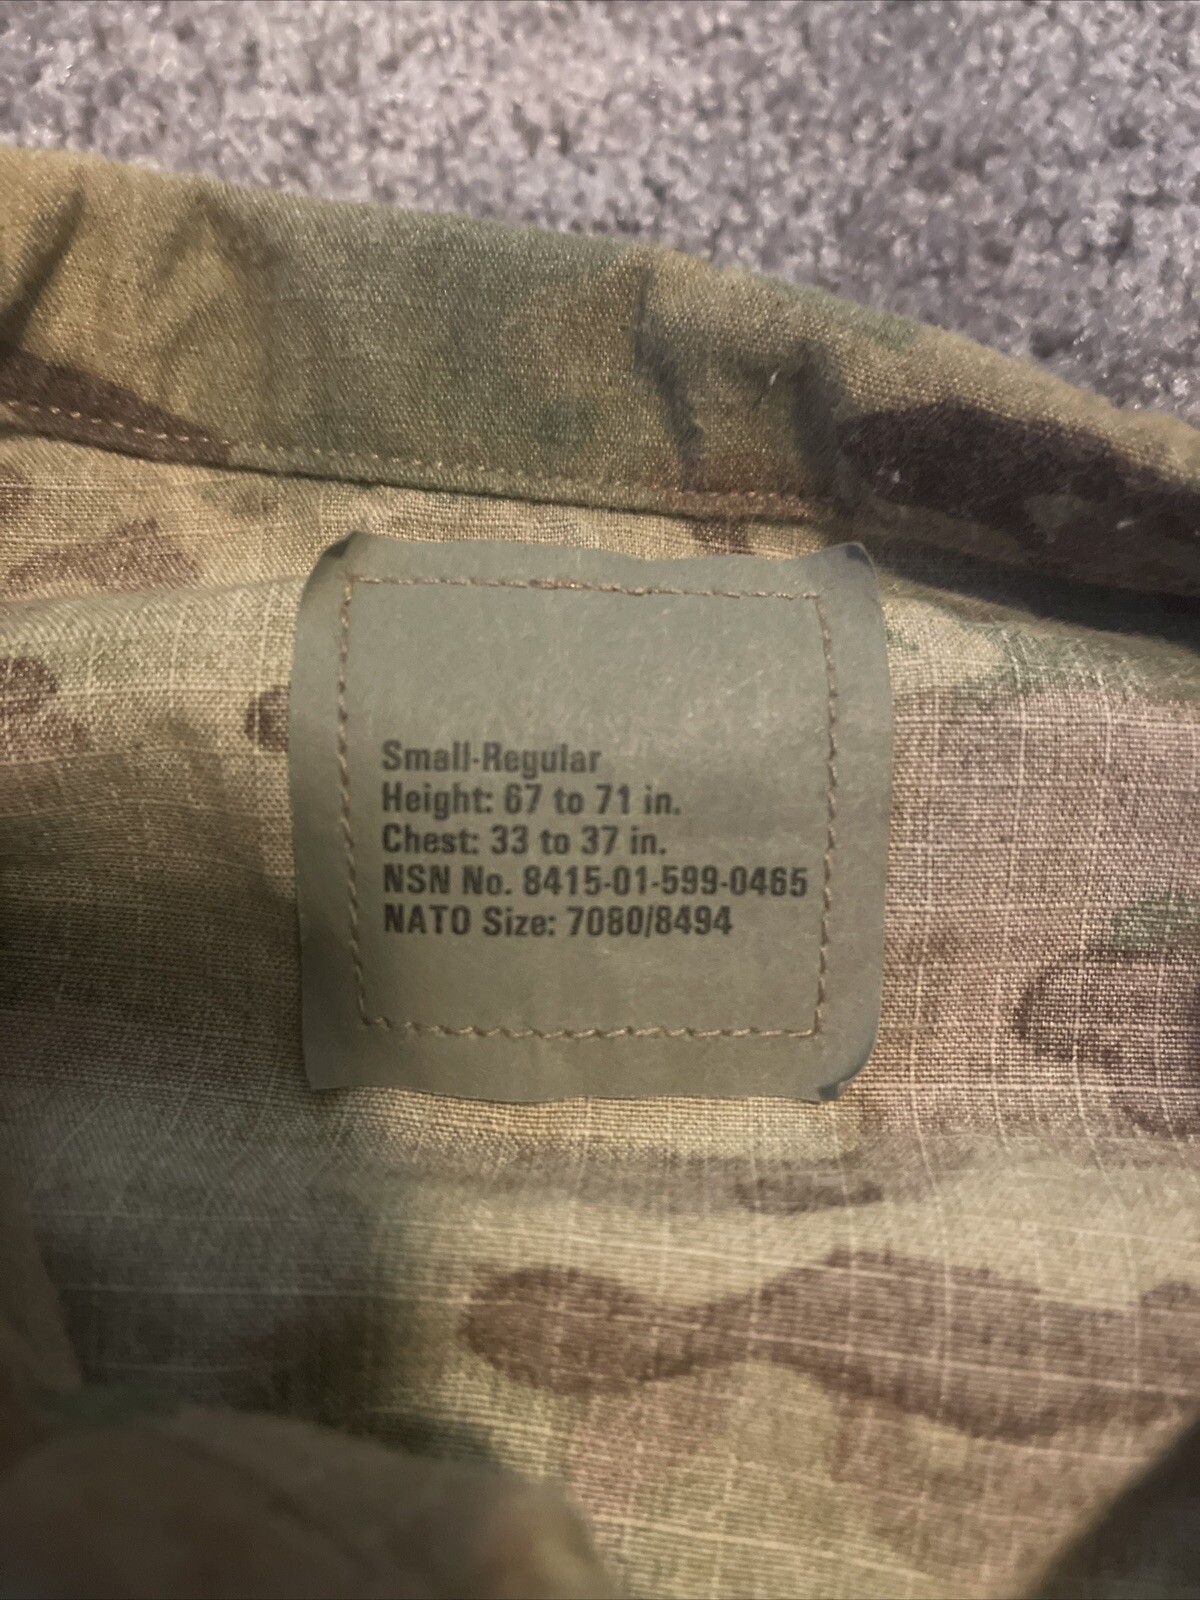 Small-Regular
Height: 67 to 71 in.
Chest: 33 to 37 in.
NSN No. 8415-01-599-0465
NATO Size: 7080/8494